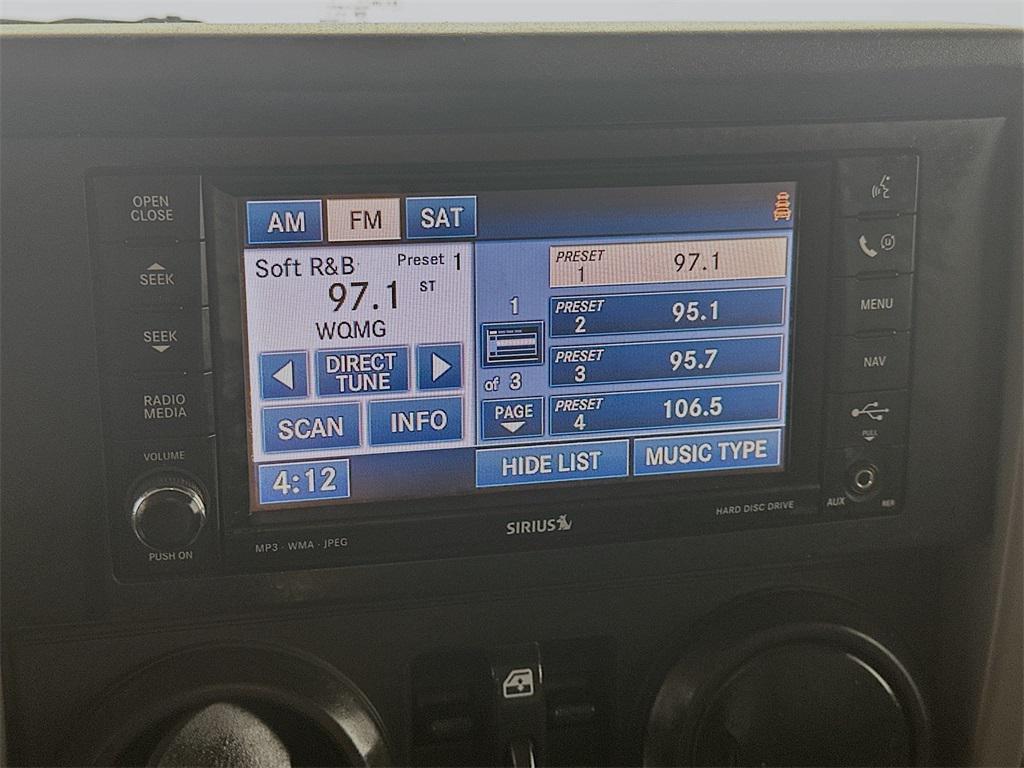 OPEN
CLOSE
SEEK
SEEK
RADIO
MEDIA
VOLUME
PUSH ON
AM
FM
SAT
Soft R&B
Preset 1
97.1
ST
WQMG
DIRECT
TUNE
SCAN
INFO
4:12
1
of 3
PAGE
PRESET
1
97.1
PRESET
2
95.1
PRESET
3
95.7
PRESET
4
106.5
HIDE LIST
MUSIC TYPE
MP3 · WMA · JPEG
SIRIUS
HARD DISC DRIVE
MENU
NAV
PULL
AUX